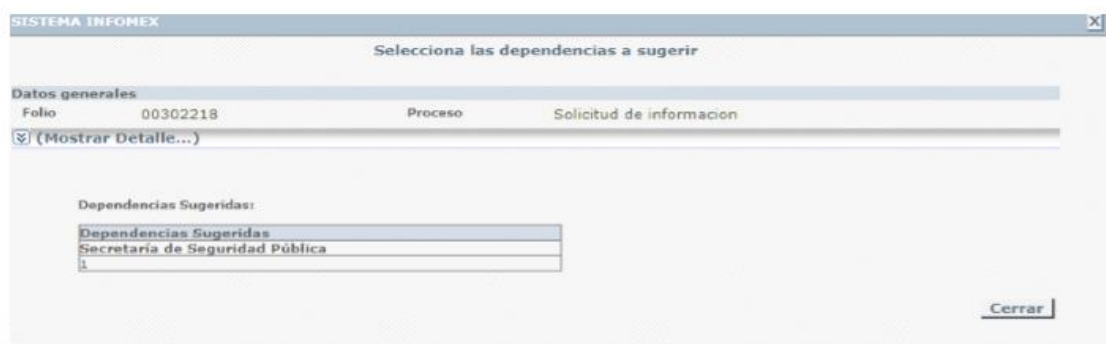 SISTEMA INFOMEX
X
Selecciona las dependencias a sugerir
Datos generales
Folio 00302218 Proceso Solicitud de informacion
(Mostrar Detalle...)
Dependencias Sugeridas:
Dependencias Sugeridas
Secretaría de Seguridad Pública
1
Cerrar